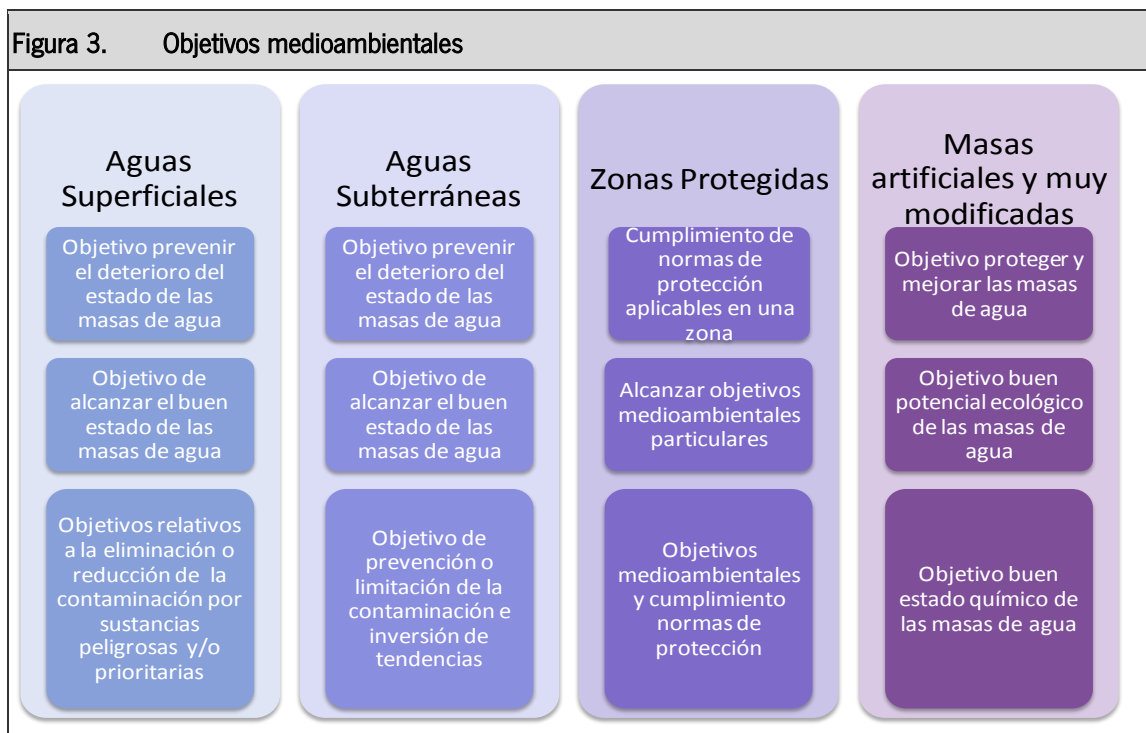 Figura 3. Objetivos medioambientales
Aguas
Superficiales
Objetivo prevenir
el deterioro del
estado de las
masas de agua
Objetivo de
alcanzar el buen
estado de las
masas de agua
Objetivos relativos
a la eliminación o
reducción de la
contaminación por
sustancias
peligrosas y/o
prioritarias
Aguas
Subterráneas
Objetivo prevenir
el deterioro del
estado de las
masas de agua
Objetivo de
alcanzar el buen
estado de las
masas de agua
Objetivo de
prevención o
limitación de la
contaminación e
inversión de
tendencias
Zonas Protegidas
Cumplimiento de
normas de
protección
aplicables en una
zona
Alcanzar objetivos
medioambientales
particulares
Objetivos
medioambientales
y cumplimiento
normas de
protección
Masas
artificiales y muy
modificadas
Objetivo proteger y
mejorar las masas
de agua
Objetivo buen
potencial ecológico
de las masas de
agua
Objetivo buen
estado químico de
las masas de agua